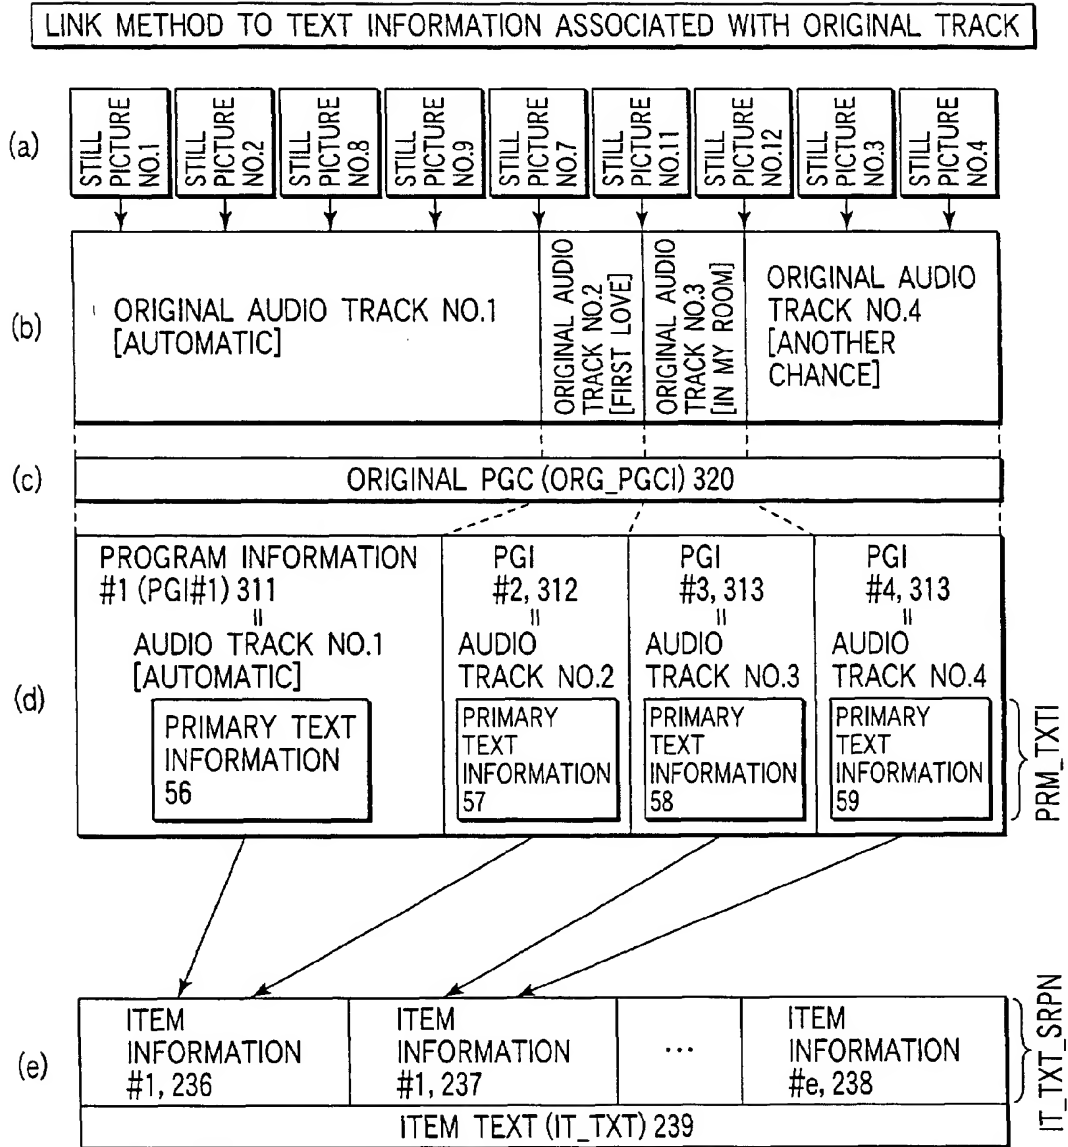 LINK METHOD TO TEXT INFORMATION ASSOCIATED WITH ORIGINAL TRACK
(a)
STILL
PICTURE
NO.1
STILL
PICTURE
NO.2
STILL
PICTURE
NO.8
STILL
PICTURE
NO.9
STILL
PICTURE
NO.7
STILL
PICTURE
NO.11
STILL
PICTURE
NO.12
STILL
PICTURE
NO.3
STILL
PICTURE
NO.4
(b)
ORIGINAL AUDIO TRACK NO.1
[AUTOMATIC]
ORIGINAL AUDIO
TRACK NO.2
[FIRST LOVE]
ORIGINAL AUDIO
TRACK NO.3
[IN MY ROOM]
ORIGINAL AUDIO
TRACK NO.4
[ANOTHER
CHANCE]
(c)
ORIGINAL PGC (ORG_PGCI) 320
(d)
PROGRAM INFORMATION
#1 (PGI#1) 311
=
AUDIO TRACK NO.1
[AUTOMATIC]
PRIMARY TEXT
INFORMATION
56
PGI
#2, 312
=
AUDIO
TRACK NO.2
PRIMARY
TEXT
INFORMATION
57
PGI
#3, 313
=
AUDIO
TRACK NO.3
PRIMARY
TEXT
INFORMATION
58
PGI
#4, 313
=
AUDIO
TRACK NO.4
PRIMARY
TEXT
INFORMATION
59
PRM_TXTI
(e)
ITEM
INFORMATION
#1, 236
ITEM
INFORMATION
#1, 237
...
ITEM
INFORMATION
#e, 238
IT_TXT_SRPN
ITEM TEXT (IT_TXT) 239